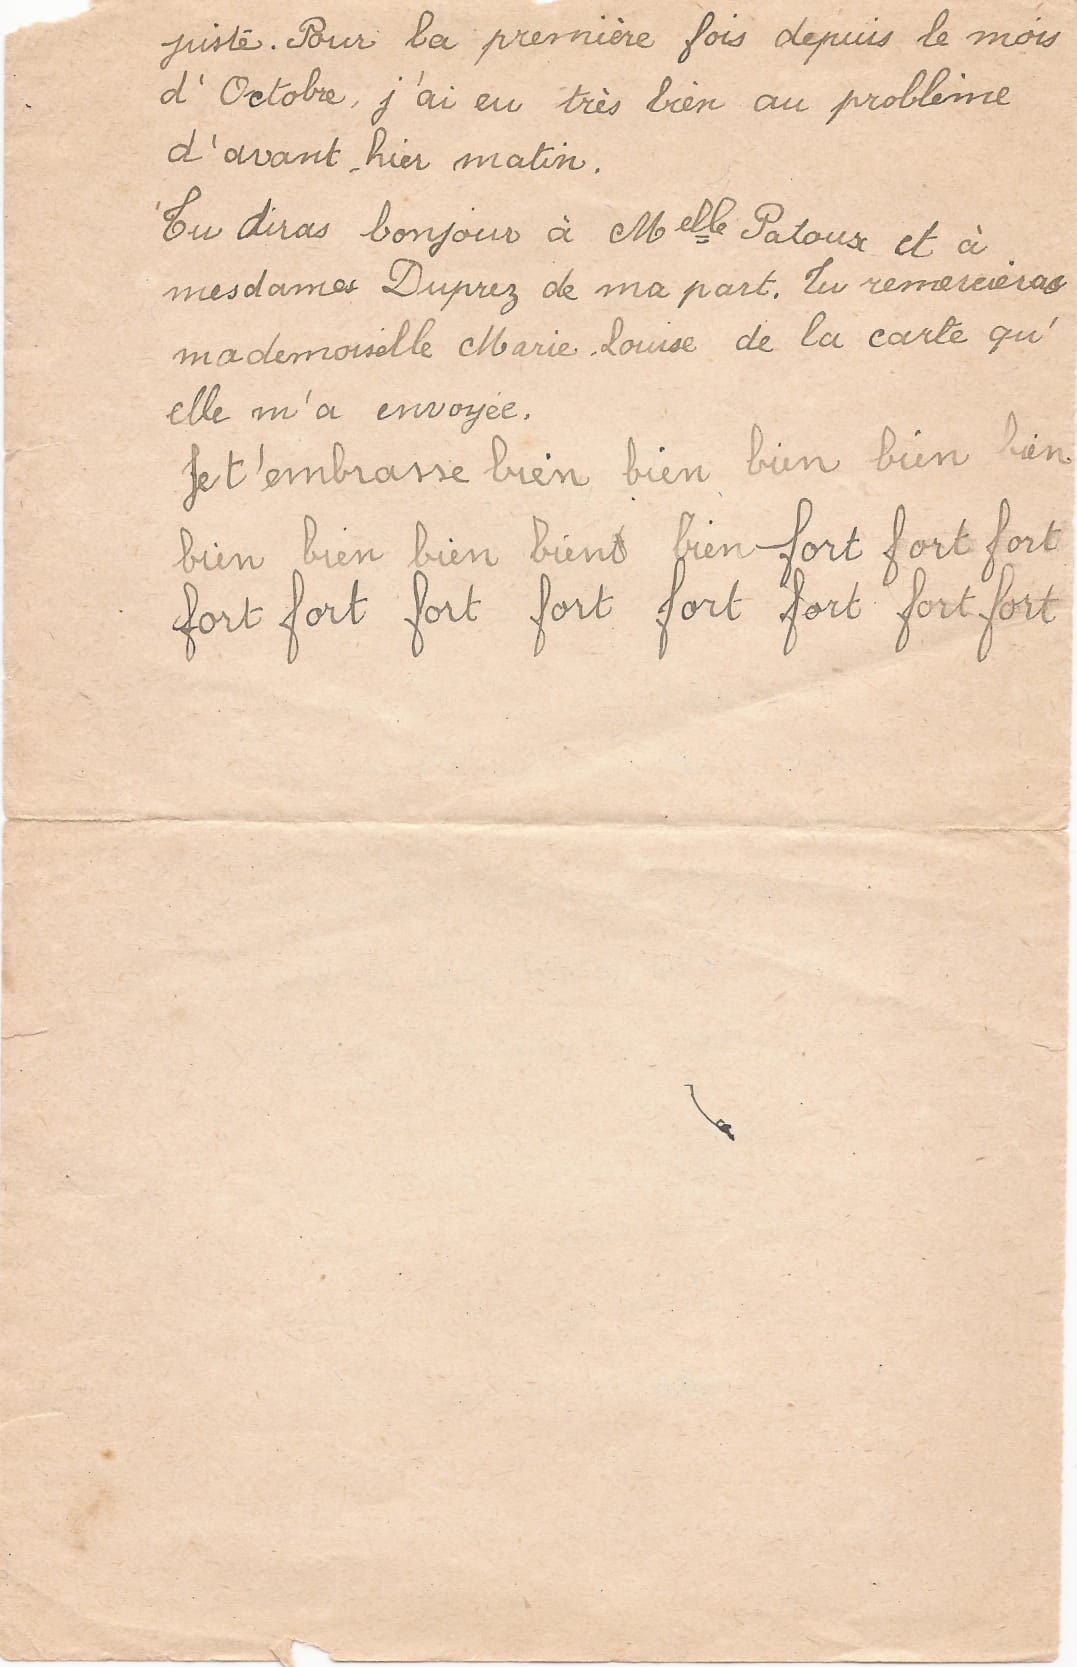 juste. Pour la première fois depuis le mois
d'Octobre, j'ai eu très bien au problème
d'avant-hier matin.
Tu diras bonjour à Melle Patoux et à
mesdames Duprez de ma part. Tu remercieras
mademoiselle Marie-Louise de la carte qu'
elle m'a envoyée.
Je t'embrasse bien bien bien bien bien
bien bien bien bien bien fort fort fort
fort fort fort fort fort fort fort fort